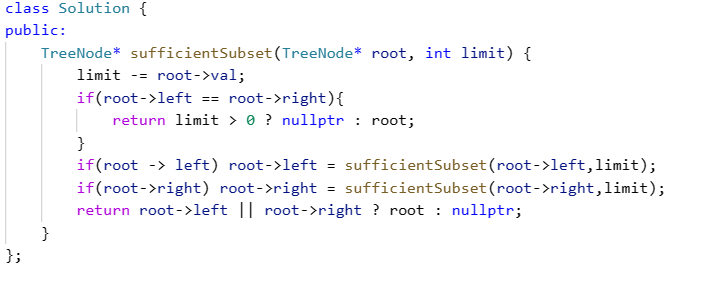 class Solution {
public:
    TreeNode* sufficientSubset(TreeNode* root, int limit) {
        limit -= root->val;
        if(root->left == root->right){
            return limit > 0 ? nullptr : root;
        }
        if(root -> left) root->left = sufficientSubset(root->left,limit);
        if(root->right) root->right = sufficientSubset(root->right,limit);
        return root->left || root->right ? root : nullptr;
    }
};